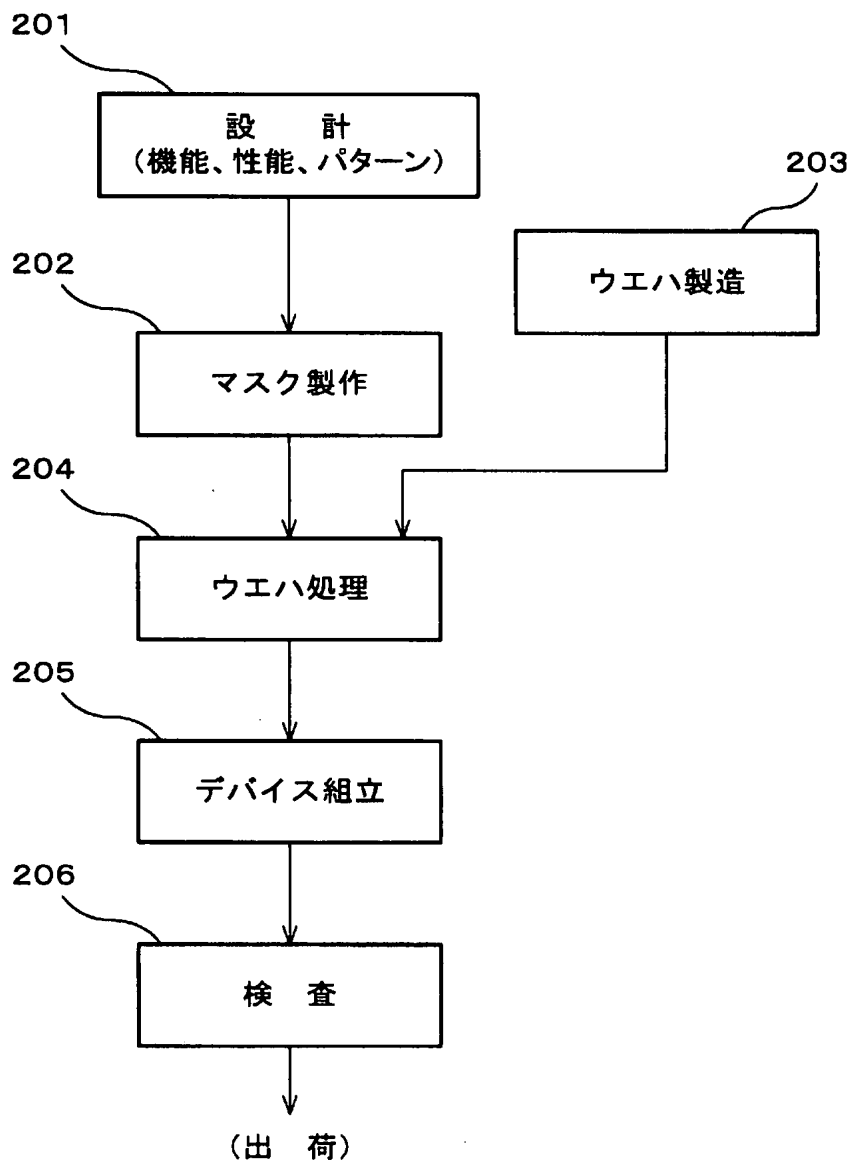 201
設　計
（機能、性能、パターン）
203
ウエハ製造
202
マスク製作
204
ウエハ処理
205
デバイス組立
206
検　査
（出　荷）